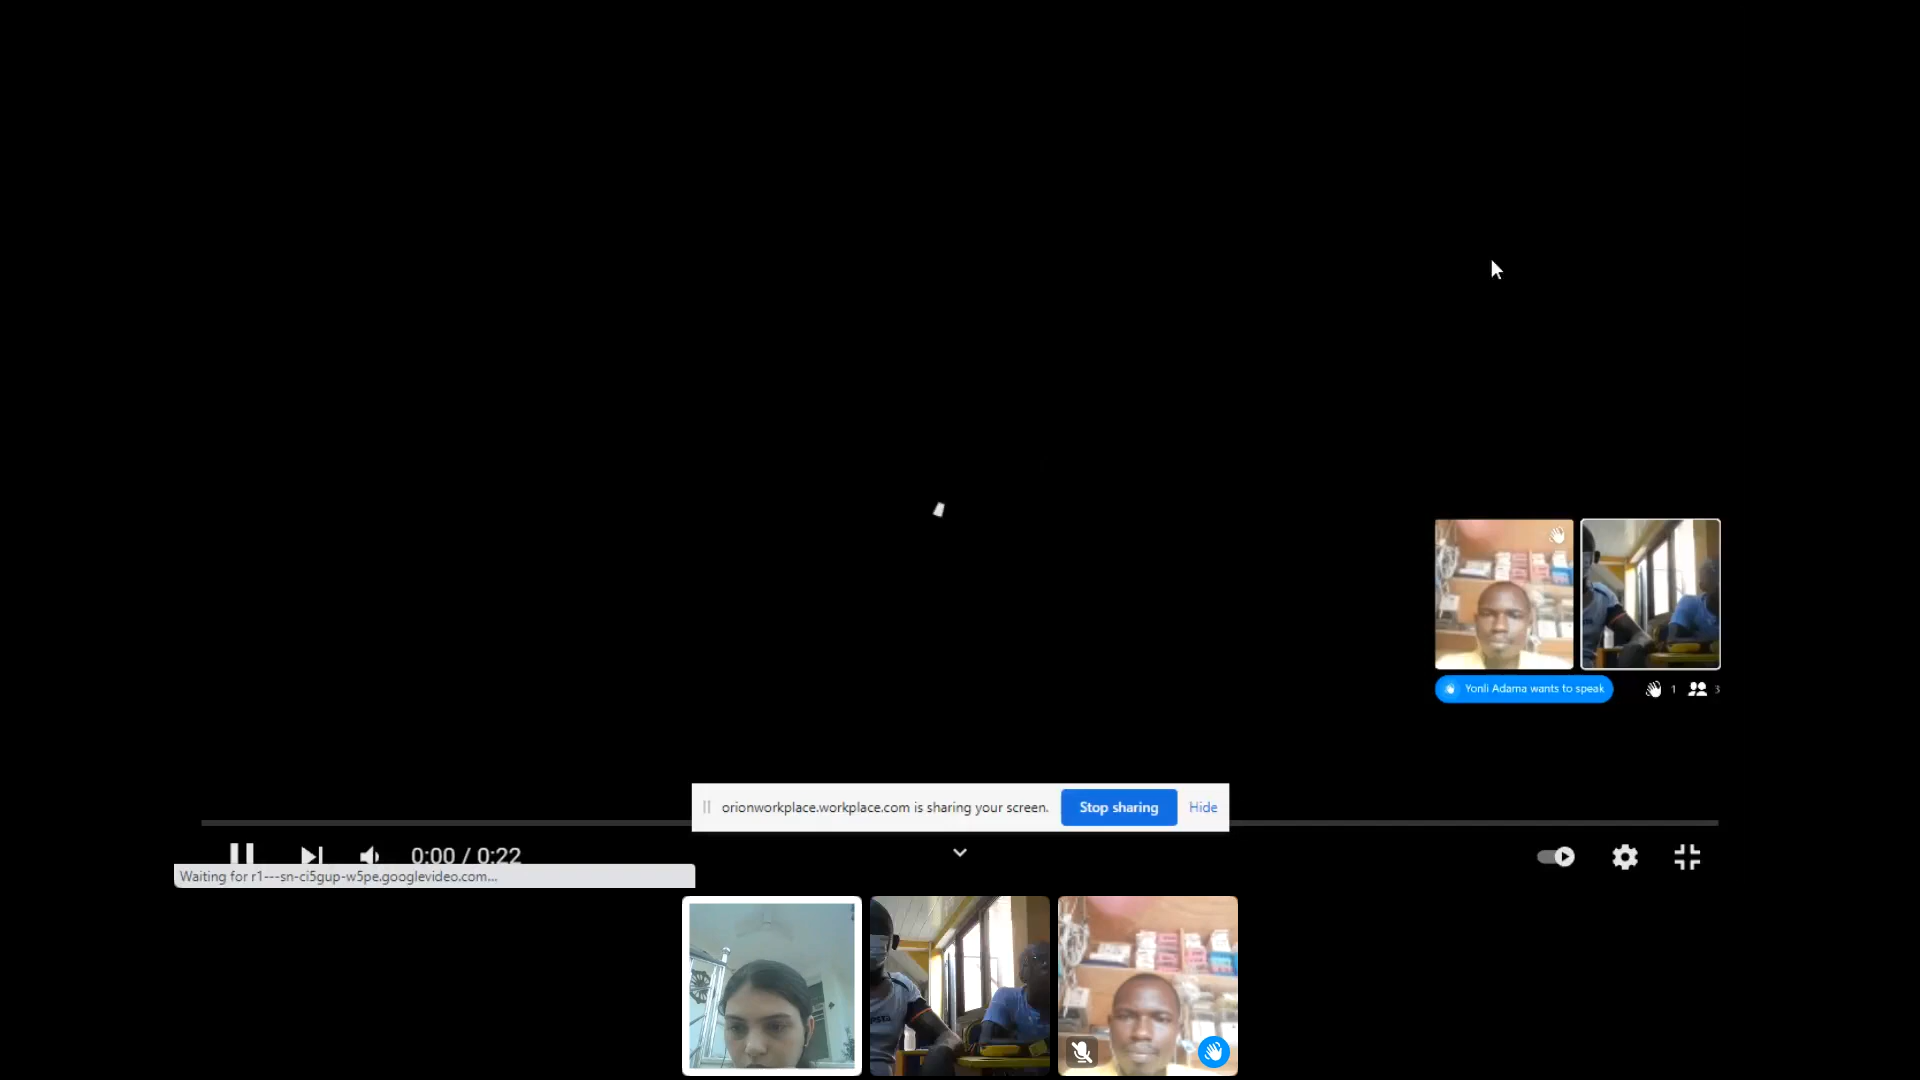 Yonli Adama wants to speak
1
3
orionworkplace.workplace.com is sharing your screen.
Stop sharing
Hide
0:00 / 0:22
Waiting for r1---sn-ci5gup-w5pe.googlevideo.com...